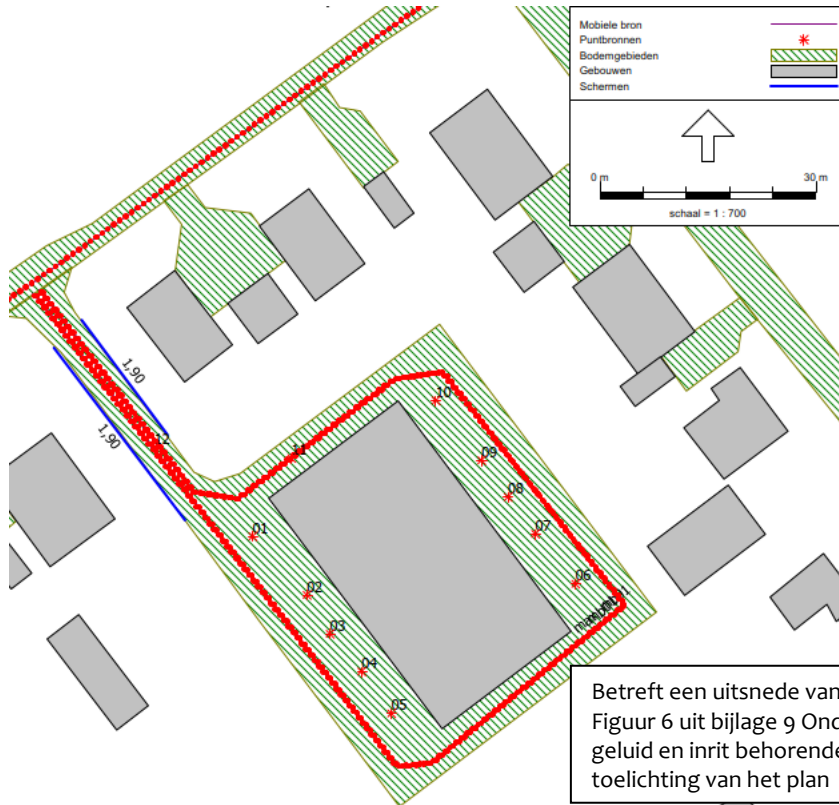 Mobiele bron
Puntbronnen
Bodemgebieden
Gebouwen
Schermen
0 m 30 m
schaal = 1 : 700
1,90
1,90
12
11
10
09
08
07
06
01
02
03
04
05
Betreft een uitsnede van
Figuur 6 uit bijlage 9 Ond
geluid en inrit behorende
toelichting van het plan